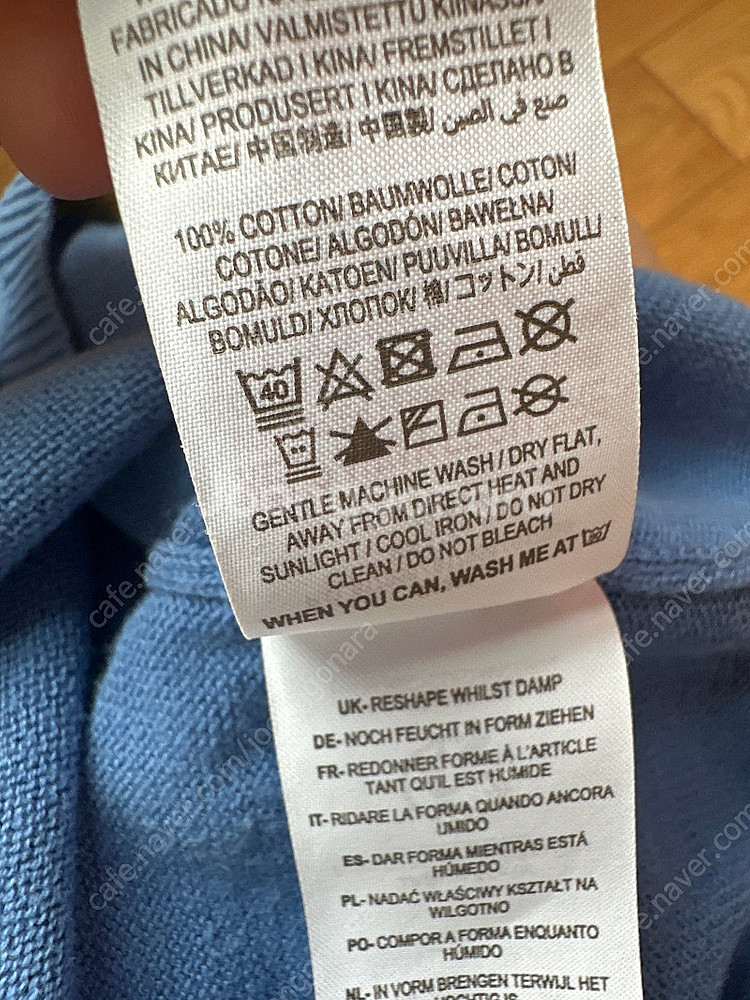 FABRICADO
IN CHINA/ VALMISTETTU KIINASSA
TILLVERKAD I KINA/ FREMSTILLET I
KINA/ PRODUSERT I KINA/ СДЕЛАНО В
КИТАЕ/ 中国制造/ 中國製/ صنع في الصين
100% COTTON/ BAUMWOLLE/ COTON/
COTONE/ ALGODÓN/ BAWEŁNA/
ALGODÃO/ KATOEN/ PUUVILLA/ BOMULL/
BOMULD/ ХЛОПОК/ 棉/ コットン/ قطن
40
GENTLE MACHINE WASH / DRY FLAT,
AWAY FROM DIRECT HEAT AND
SUNLIGHT / COOL IRON / DO NOT DRY
CLEAN / DO NOT BLEACH
WHEN YOU CAN, WASH ME AT
UK- RESHAPE WHILST DAMP
DE- NOCH FEUCHT IN FORM ZIEHEN
FR- REDONNER FORME À L'ARTICLE
TANT QU'IL EST HUMIDE
IT- RIDARE LA FORMA QUANDO ANCORA
UMIDO
ES- DAR FORMA MIENTRAS ESTÁ
HÚMEDO
PL- NADAĆ WŁAŚCIWY KSZTAŁT NA
WILGOTNO
PO- COMPOR A FORMA ENQUANTO
HÚMIDO
NL- IN VORM BRENGEN TERWIJL HET
cafe.naver.com/joonggonara